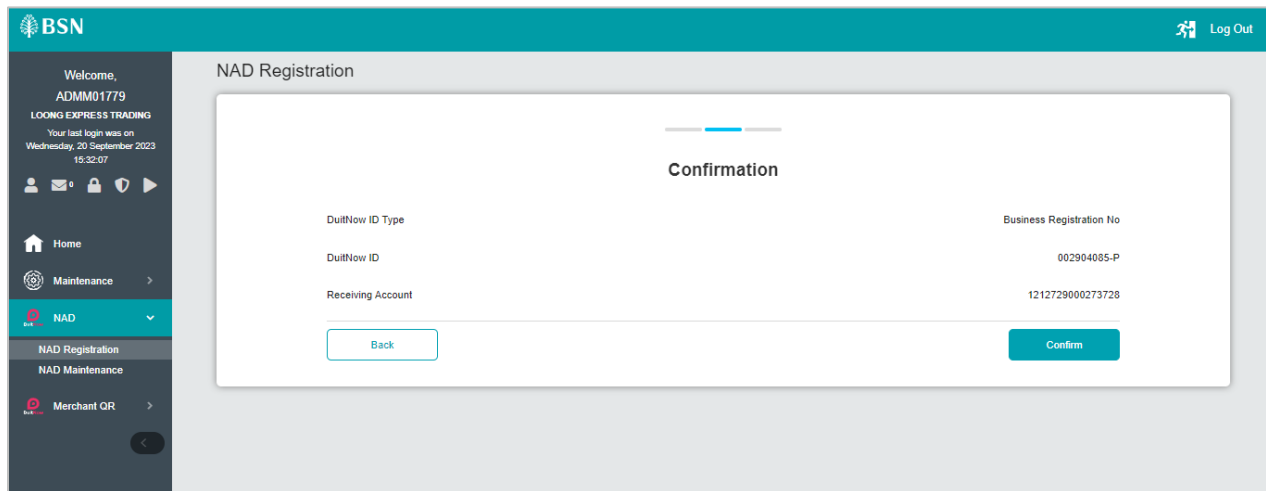 BSN
Log Out
Welcome,
ADMM01779
LOONG EXPRESS TRADING
Your last login was on
Wednesday, 20 September 2023
15:32:07
0
Home
Maintenance
NAD
NAD Registration
NAD Maintenance
Merchant QR
NAD Registration
Confirmation
DuitNow ID Type Business Registration No
DuitNow ID 002904085-P
Receiving Account 1212729000273728
Back Confirm